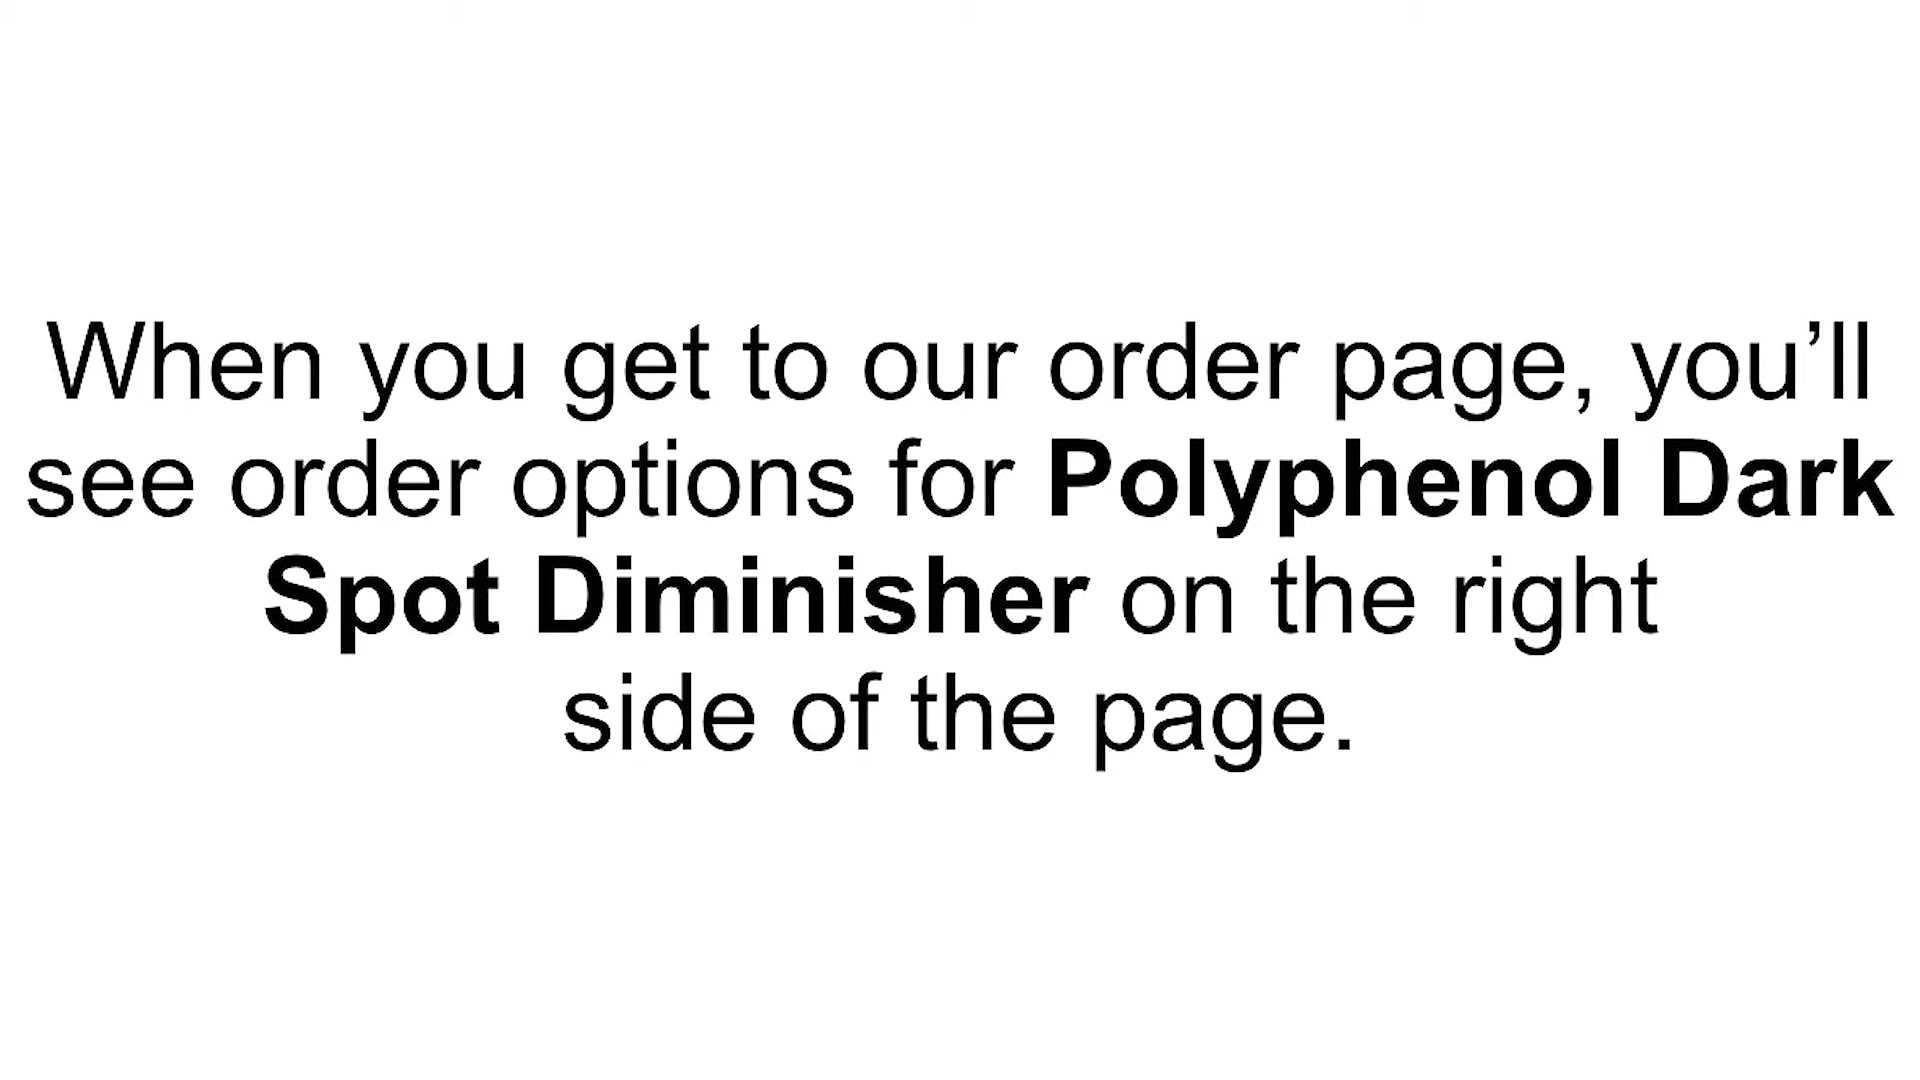 When you get to our order page, you’ll
see order options for Polyphenol Dark
Spot Diminisher on the right
side of the page.